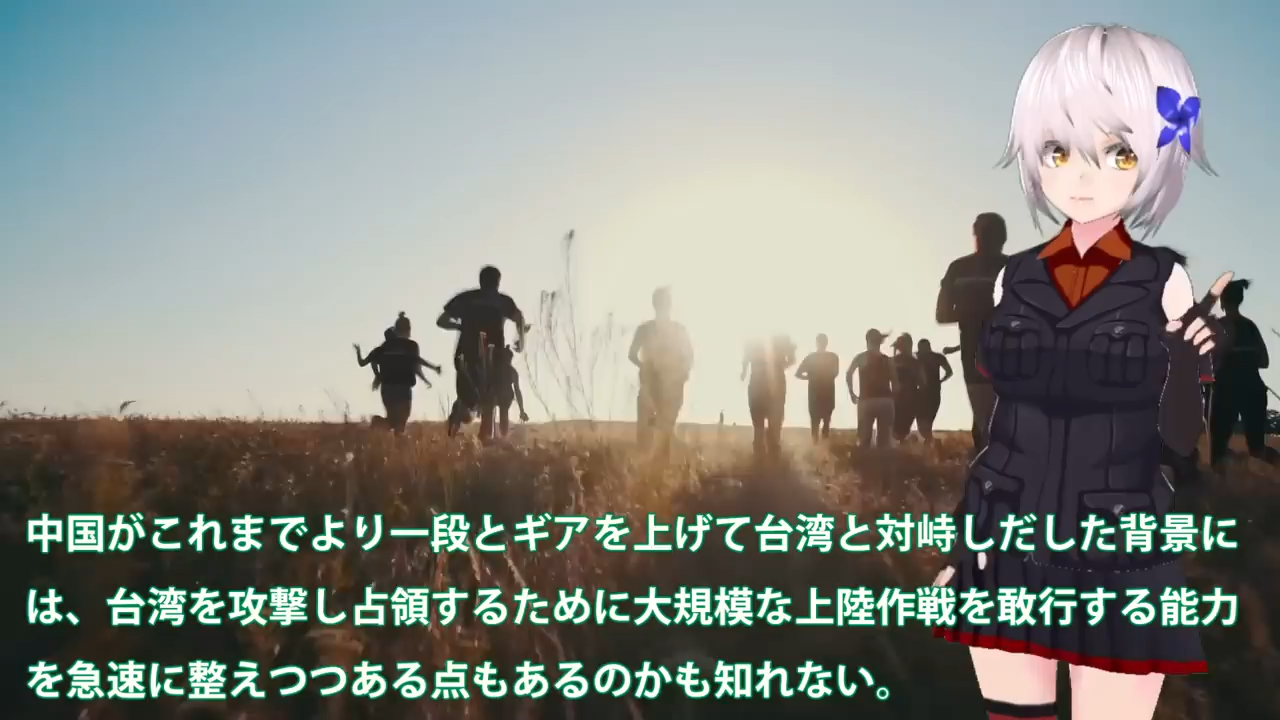 中国がこれまでより一段とギアを上げて台湾と対峙しだした背景に
は、台湾を攻撃し占領するために大規模な上陸作戦を敢行する能力
を急速に整えつつある点もあるのかも知れない。